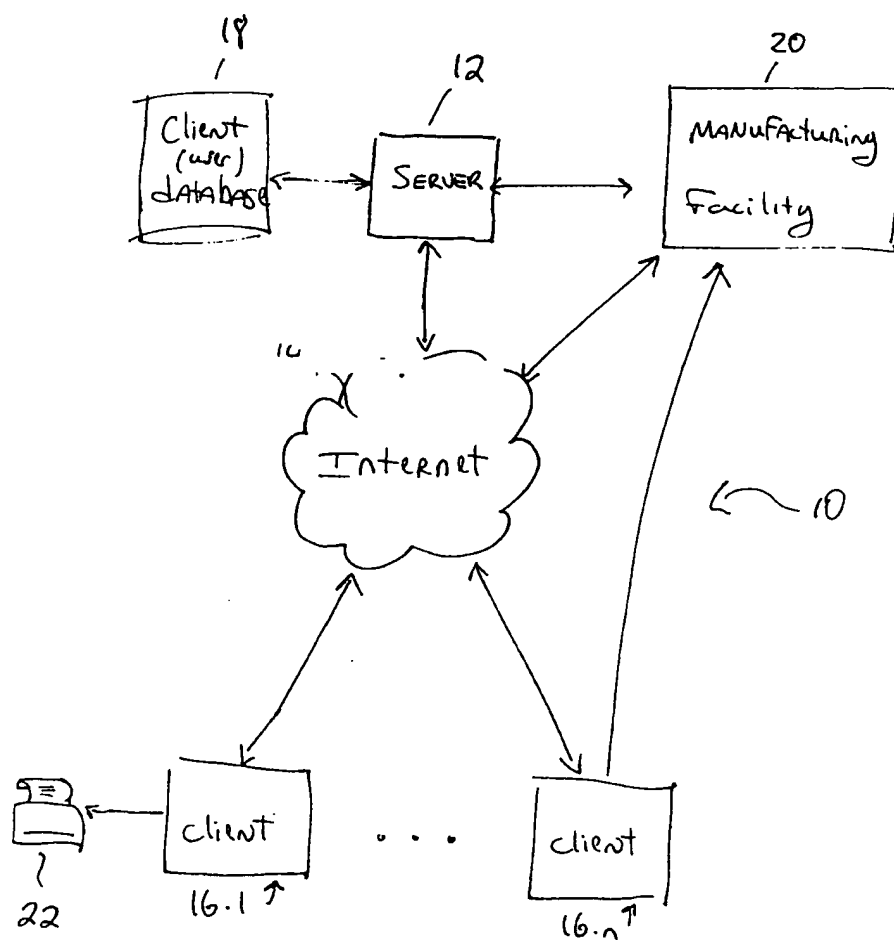 18
12
20
Client
(user)
dATABASE
SERVER
MANUFACTURING
Facility
Internet
10
client
. . .
client
22
16.1
16.n